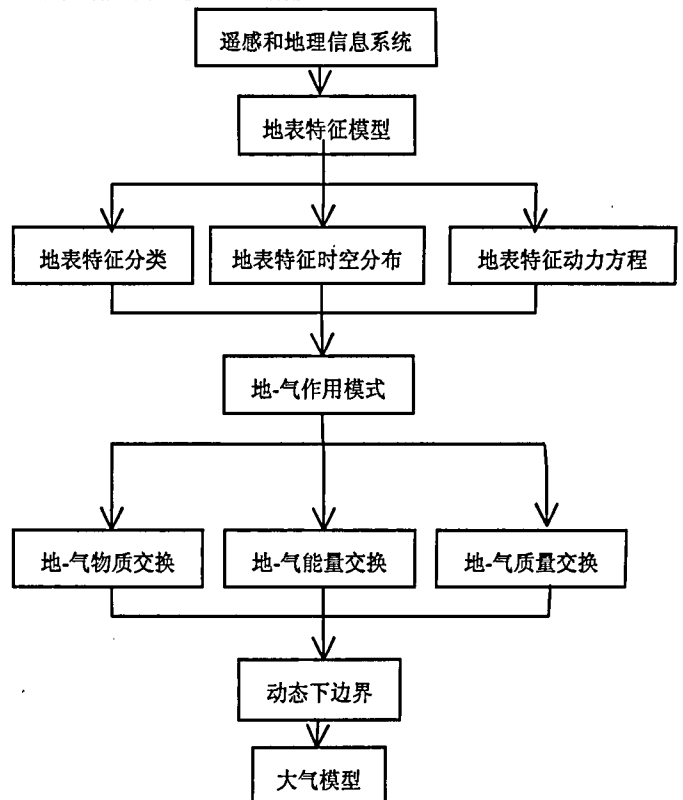 遥感和地理信息系统
地表特征模型
地表特征分类
地表特征时空分布
地表特征动力方程
地-气作用模式
地-气物质交换
地-气能量交换
地-气质量交换
动态下边界
大气模型